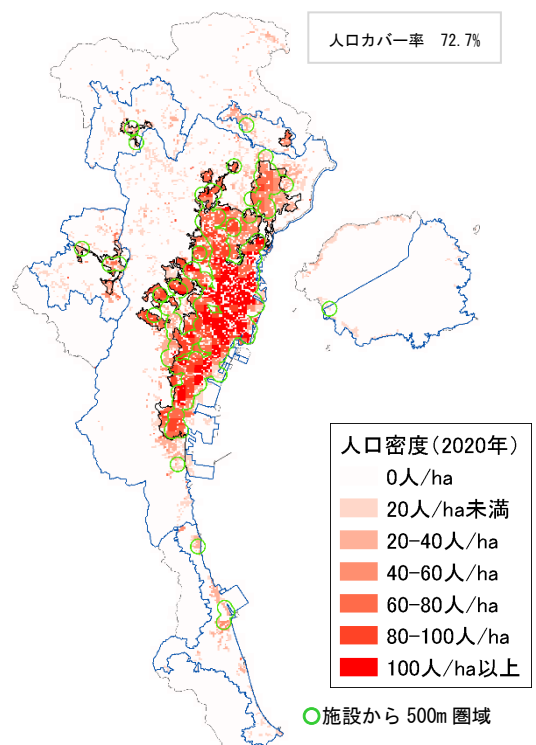 人口カバー率 72.7%
人口密度(2020年)
0人/ha
20人/ha未満
20-40人/ha
40-60人/ha
60-80人/ha
80-100人/ha
100人/ha以上
施設から500m圏域